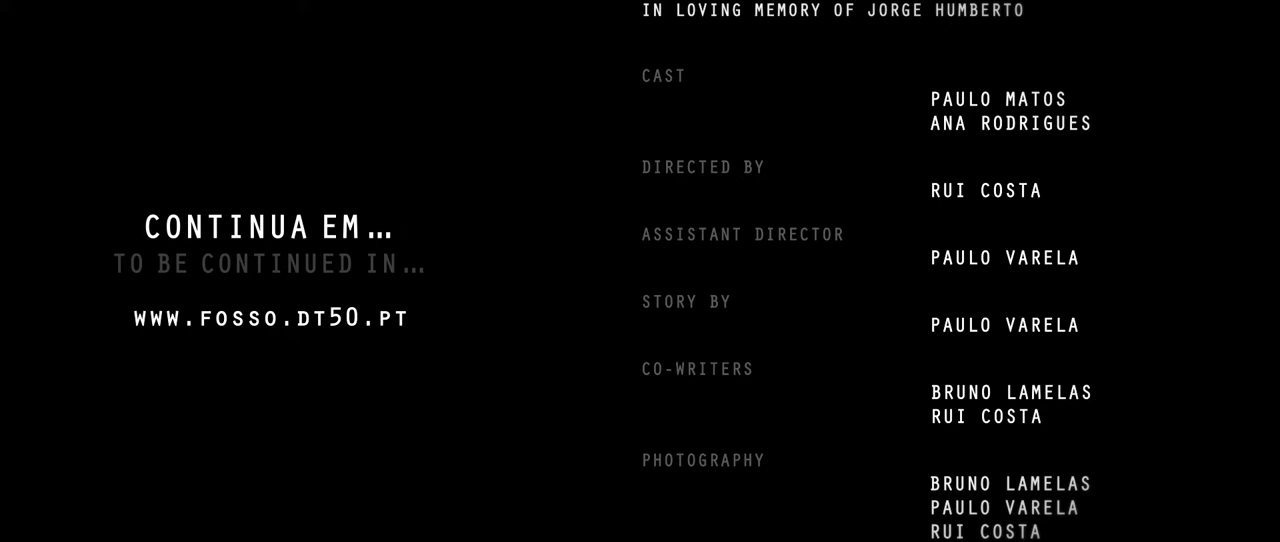 CONTINUA EM...
TO BE CONTINUED IN...
WWW.FOSSO.DT50.PT
IN LOVING MEMORY OF JORGE HUMBERTO
CAST
PAULO MATOS
ANA RODRIGUES
DIRECTED BY
RUI COSTA
ASSISTANT DIRECTOR
PAULO VARELA
STORY BY
PAULO VARELA
CO-WRITERS
BRUNO LAMELAS
RUI COSTA
PHOTOGRAPHY
BRUNO LAMELAS
PAULO VARELA
RUI COSTA